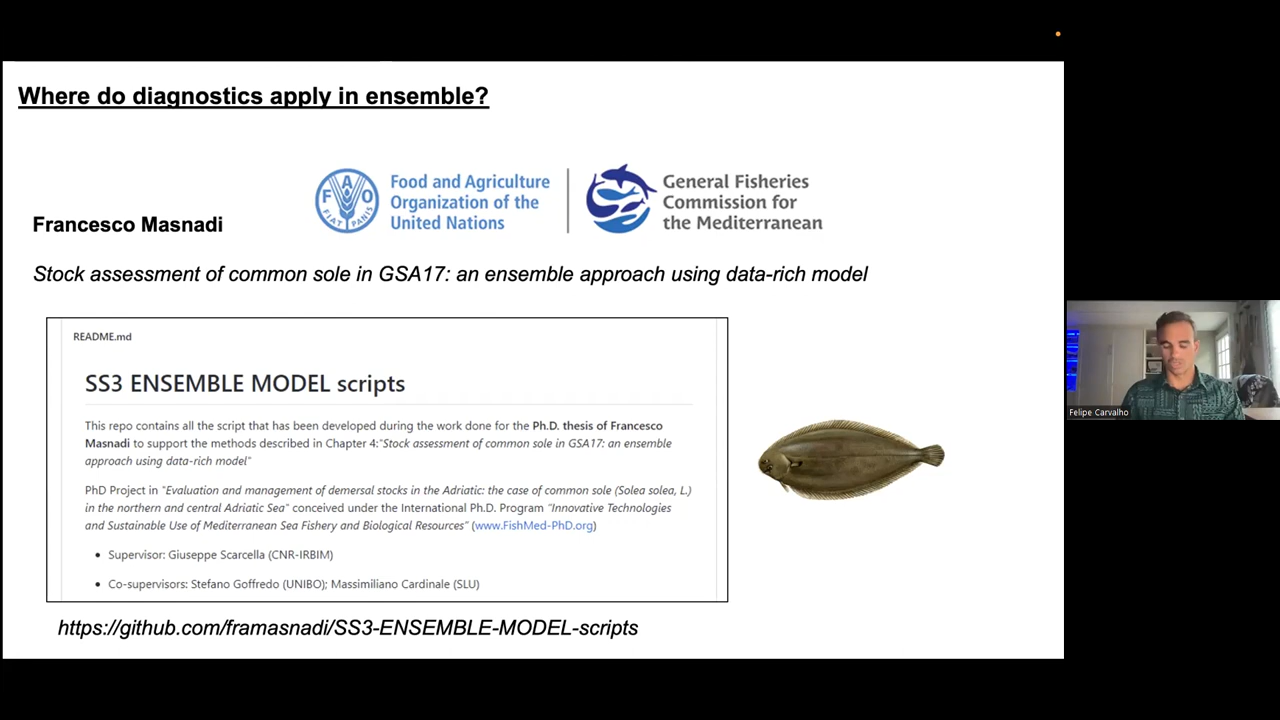 Where do diagnostics apply in ensemble?
F A O
FIAT PANIS
Food and Agriculture
Organization of the
United Nations
General Fisheries
Commission for
the Mediterranean
Francesco Masnadi
Stock assessment of common sole in GSA17: an ensemble approach using data-rich model
README.md
SS3 ENSEMBLE MODEL scripts
This repo contains all the script that has been developed during the work done for the Ph.D. thesis of Francesco
Masnadi to support the methods described in Chapter 4:"Stock assessment of common sole in GSA17: an ensemble
approach using data-rich model"
PhD Project in "Evaluation and management of demersal stocks in the Adriatic: the case of common sole (Solea solea, L.)
in the northern and central Adriatic Sea" conceived under the International Ph.D. Program "Innovative Technologies
and Sustainable Use of Mediterranean Sea Fishery and Biological Resources" (www.FishMed-PhD.org)
• Supervisor: Giuseppe Scarcella (CNR-IRBIM)
• Co-supervisors: Stefano Goffredo (UNIBO); Massimiliano Cardinale (SLU)
https://github.com/framasnadi/SS3-ENSEMBLE-MODEL-scripts
Felipe Carvalho